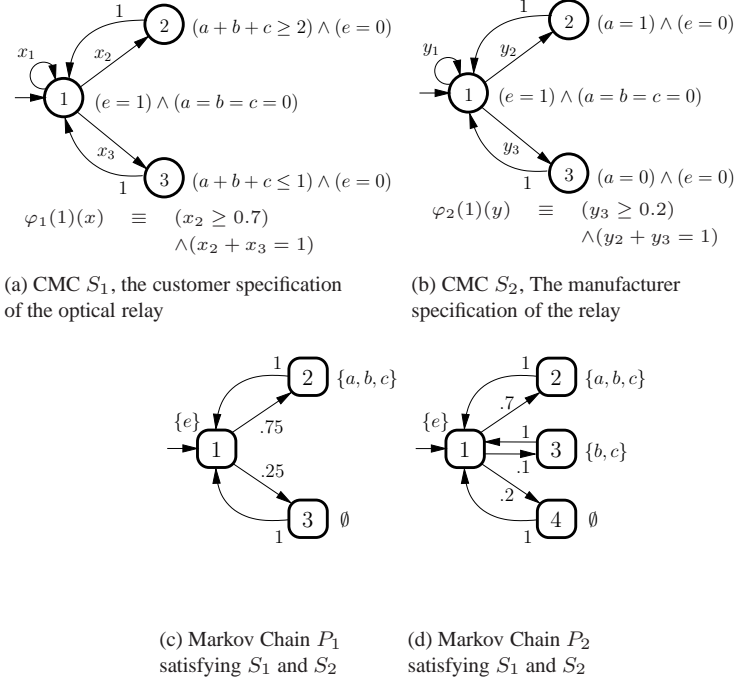 1
2
(a + b + c ≥ 2) ∧ (e = 0)
x₁
x₂
1
(e = 1) ∧ (a = b = c = 0)
x₃
1
3
(a + b + c ≤ 1) ∧ (e = 0)
φ₁(1)(x) ≡ (x₂ ≥ 0.7)
∧(x₂ + x₃ = 1)
(a) CMC S₁, the customer specification
of the optical relay
1
2
(a = 1) ∧ (e = 0)
y₁
y₂
1
(e = 1) ∧ (a = b = c = 0)
y₃
1
3
(a = 0) ∧ (e = 0)
φ₂(1)(y) ≡ (y₃ ≥ 0.2)
∧(y₂ + y₃ = 1)
(b) CMC S₂, The manufacturer
specification of the relay
1
2
{a, b, c}
{e}
.75
1
.25
3
∅
1
(c) Markov Chain P₁
satisfying S₁ and S₂
1
2
{a, b, c}
{e}
.7
1
1
3
{b, c}
.1
.2
4
∅
1
(d) Markov Chain P₂
satisfying S₁ and S₂